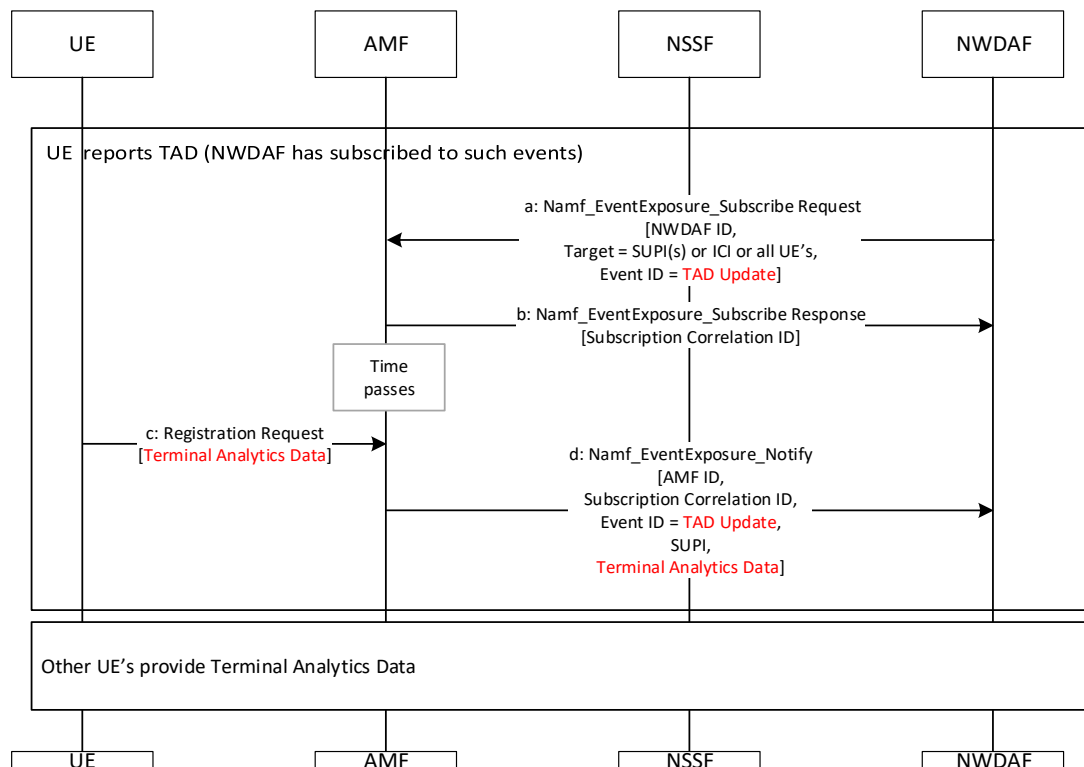 UE
AMF
NSSF
NWDAF
UE reports TAD (NWDAF has subscribed to such events)
a: Namf_EventExposure_Subscribe Request
[NWDAF ID,
Target = SUPI(s) or ICI or all UE’s,
Event ID = TAD Update]
b: Namf_EventExposure_Subscribe Response
[Subscription Correlation ID]
Time
passes
c: Registration Request
[Terminal Analytics Data]
d: Namf_EventExposure_Notify
[AMF ID,
Subscription Correlation ID,
Event ID = TAD Update,
SUPI,
Terminal Analytics Data]
Other UE’s provide Terminal Analytics Data
UE
AMF
NSSF
NWDAF